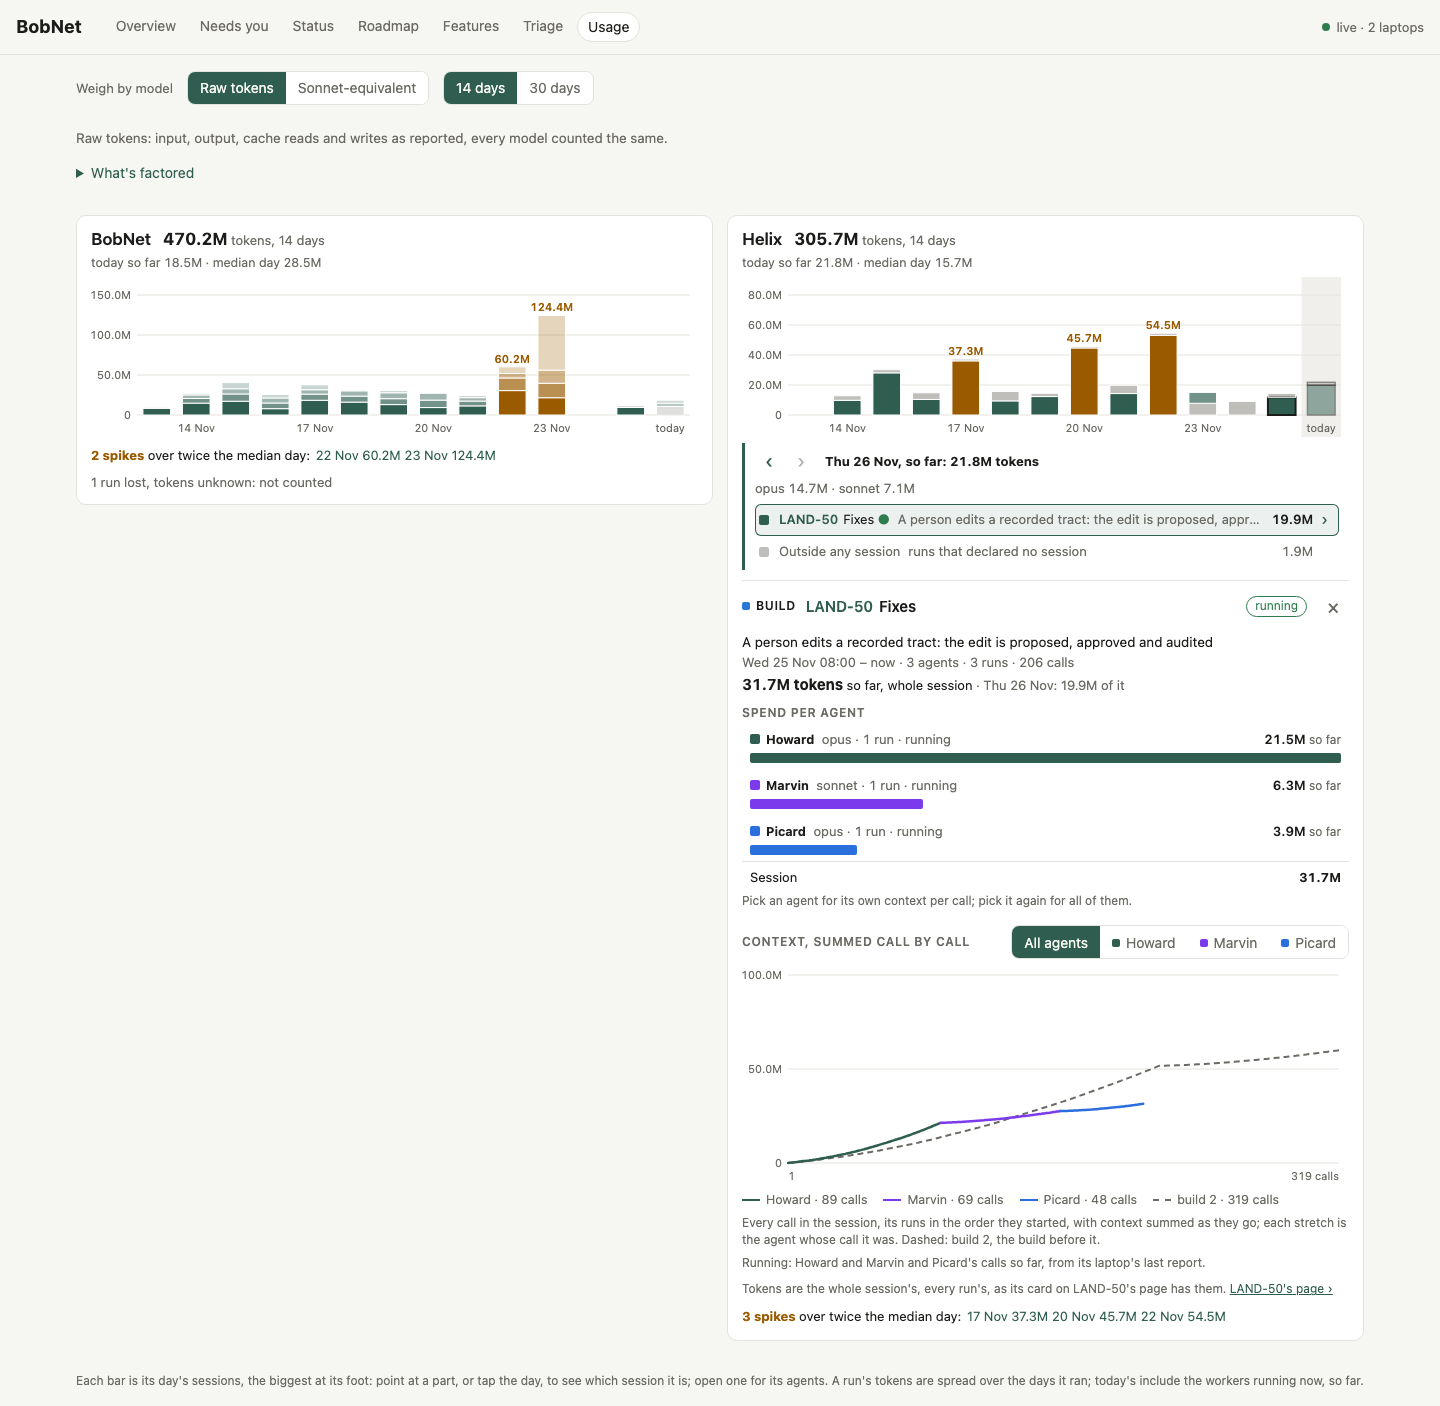 BobNet Overview Needs you Status Roadmap Features Triage Usage live · 2 laptops
Weigh by model Raw tokens Sonnet-equivalent 14 days 30 days
Raw tokens: input, output, cache reads and writes as reported, every model counted the same.
▶ What's factored
BobNet 470.2M tokens, 14 days
today so far 18.5M · median day 28.5M
150.0M
100.0M
50.0M
0
60.2M
124.4M
14 Nov 17 Nov 20 Nov 23 Nov today
2 spikes over twice the median day: 22 Nov 60.2M 23 Nov 124.4M
1 run lost, tokens unknown: not counted
Helix 305.7M tokens, 14 days
today so far 21.8M · median day 15.7M
80.0M
60.0M
40.0M
20.0M
0
37.3M
45.7M
54.5M
14 Nov 17 Nov 20 Nov 23 Nov today
‹ › Thu 26 Nov, so far: 21.8M tokens
opus 14.7M · sonnet 7.1M
LAND-50 Fixes A person edits a recorded tract: the edit is proposed, appr… 19.9M ›
Outside any session runs that declared no session 1.9M
BUILD LAND-50 Fixes running ×
A person edits a recorded tract: the edit is proposed, approved and audited
Wed 25 Nov 08:00 – now · 3 agents · 3 runs · 206 calls
31.7M tokens so far, whole session · Thu 26 Nov: 19.9M of it
SPEND PER AGENT
Howard opus · 1 run · running 21.5M so far
Marvin sonnet · 1 run · running 6.3M so far
Picard opus · 1 run · running 3.9M so far
Session 31.7M
Pick an agent for its own context per call; pick it again for all of them.
CONTEXT, SUMMED CALL BY CALL All agents Howard Marvin Picard
100.0M
50.0M
0
1 319 calls
Howard · 89 calls Marvin · 69 calls Picard · 48 calls build 2 · 319 calls
Every call in the session, its runs in the order they started, with context summed as they go; each stretch is
the agent whose call it was. Dashed: build 2, the build before it.
Running: Howard and Marvin and Picard's calls so far, from its laptop's last report.
Tokens are the whole session's, every run's, as its card on LAND-50's page has them. LAND-50's page ›
3 spikes over twice the median day: 17 Nov 37.3M 20 Nov 45.7M 22 Nov 54.5M
Each bar is its day's sessions, the biggest at its foot: point at a part, or tap the day, to see which session it is; open one for its agents. A run's tokens are spread over the days it ran; today's include the workers running now, so far.